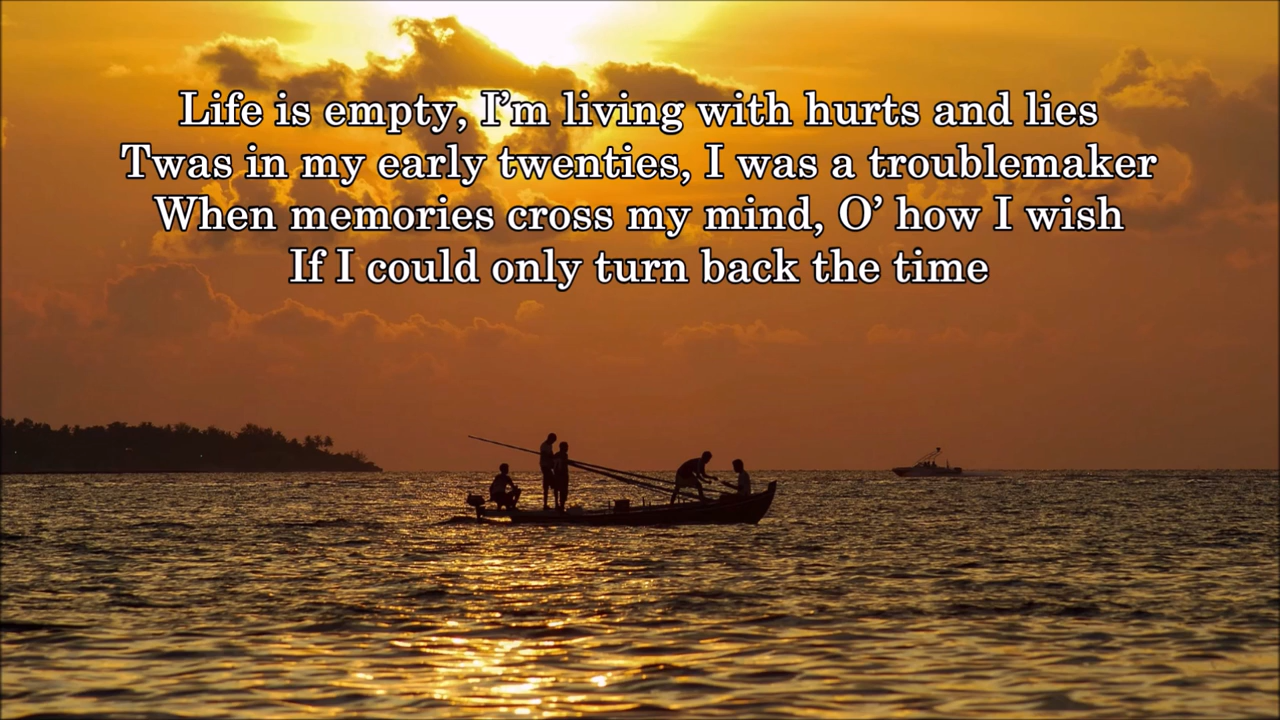 Life is empty, I'm living with hurts and lies
Twas in my early twenties, I was a troublemaker
When memories cross my mind, O' how I wish
If I could only turn back the time